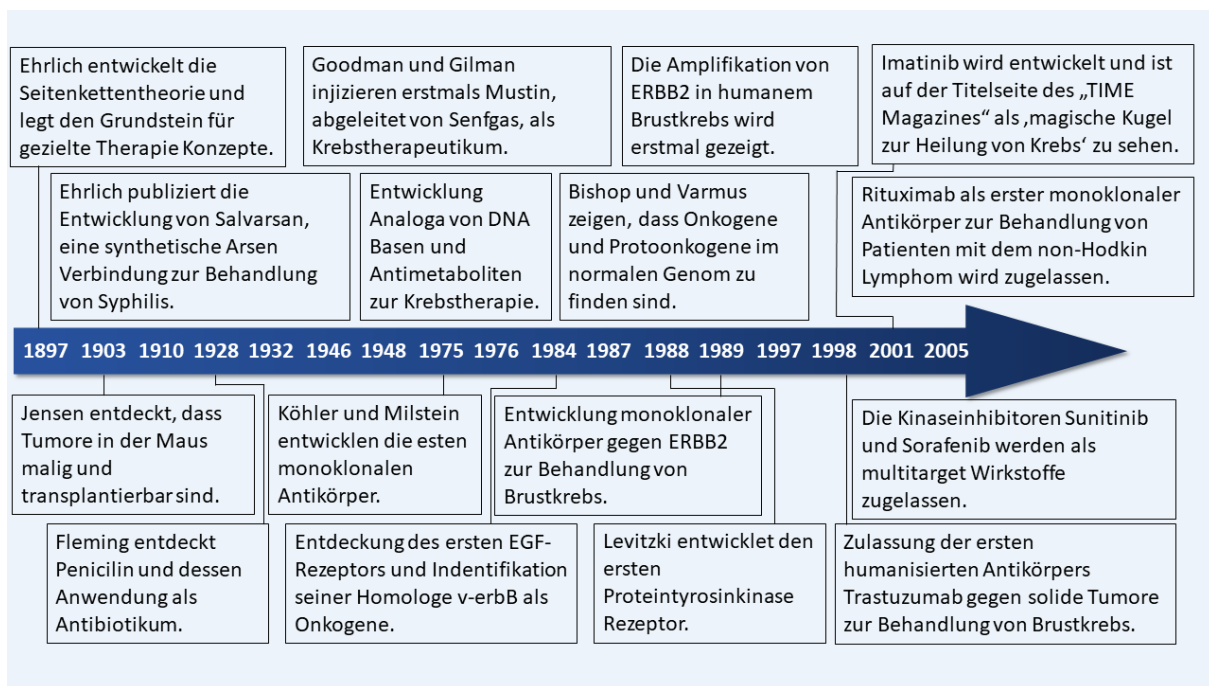 Ehrlich entwickelt die
Seitenkettentheorie und
legt den Grundstein für
gezielte Therapie Konzepte.
Goodman und Gilman
injizieren erstmals Mustin,
abgeleitet von Senfgas, als
Krebstherapeutikum.
Die Amplifikation von
ERBB2 in humanem
Brustkrebs wird
erstmal gezeigt.
Imatinib wird entwickelt und ist
auf der Titelseite des „TIME
Magazines“ als ‚magische Kugel
zur Heilung von Krebs‘ zu sehen.
Ehrlich publiziert die
Entwicklung von Salvarsan,
eine synthetische Arsen
Verbindung zur Behandlung
von Syphilis.
Entwicklung
Analoga von DNA
Basen und
Antimetaboliten
zur Krebstherapie.
Bishop und Varmus
zeigen, dass Onkogene
und Protoonkogene im
normalen Genom zu
finden sind.
Rituximab als erster monoklonaler
Antikörper zur Behandlung von
Patienten mit dem non-Hodkin
Lymphom wird zugelassen.
1897 1903 1910 1928 1932 1946 1948 1975 1976 1984 1987 1988 1989 1997 1998 2001 2005
Jensen entdeckt, dass
Tumore in der Maus
malig und
transplantierbar sind.
Köhler und Milstein
entwicklen die esten
monoklonalen
Antikörper.
Entwicklung monoklonaler
Antikörper gegen ERBB2
zur Behandlung von
Brustkrebs.
Die Kinaseinhibitoren Sunitinib
und Sorafenib werden als
multitarget Wirkstoffe
zugelassen.
Fleming entdeckt
Penicilin und dessen
Anwendung als
Antibiotikum.
Entdeckung des ersten EGF-
Rezeptors und Indentifikation
seiner Homologe v-erbB als
Onkogene.
Levitzki entwicklet den
ersten
Proteintyrosinkinase
Rezeptor.
Zulassung der ersten
humanisierten Antikörpers
Trastuzumab gegen solide Tumore
zur Behandlung von Brustkrebs.